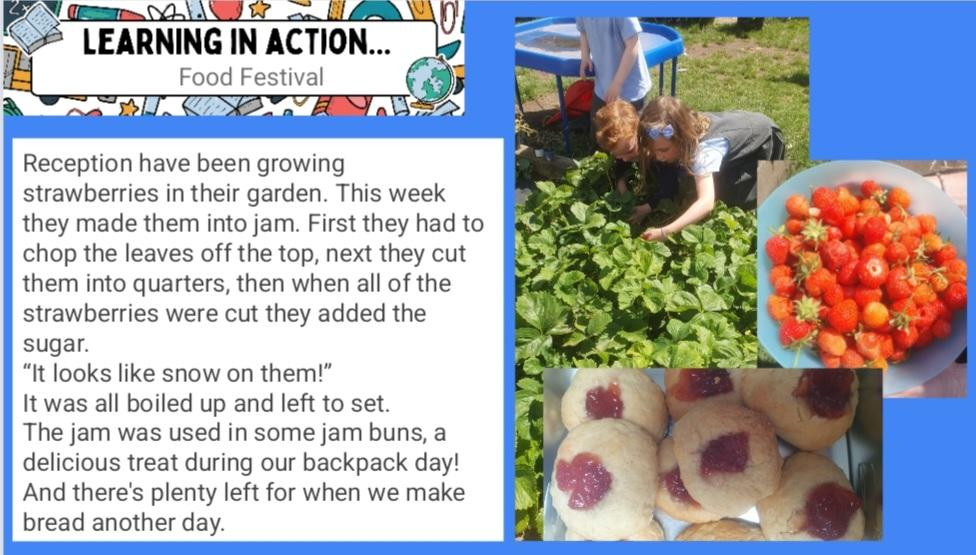 LEARNING IN ACTION...
Food Festival
Reception have been growing
strawberries in their garden. This week
they made them into jam. First they had to
chop the leaves off the top, next they cut
them into quarters, then when all of the
strawberries were cut they added the
sugar.
“It looks like snow on them!”
It was all boiled up and left to set.
The jam was used in some jam buns, a
delicious treat during our backpack day!
And there's plenty left for when we make
bread another day.